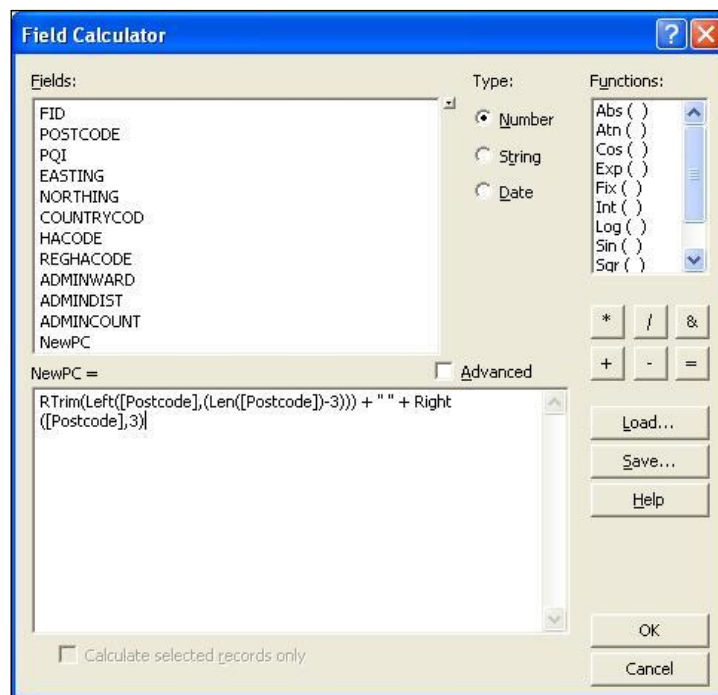 Field Calculator
Fields:
FID
POSTCODE
PQI
EASTING
NORTHING
COUNTRYCOD
HACODE
REGHACODE
ADMINWARD
ADMINDIST
ADMINCOUNT
NewPC
Type:
Number
String
Date
Functions:
Abs ( )
Atn ( )
Cos ( )
Exp ( )
Fix ( )
Int ( )
Log ( )
Sin ( )
Sqr ( )
* / &
+ - =
NewPC =
Advanced
RTrim(Left([Postcode],(Len([Postcode])-3))) + " " + Right
([Postcode],3)
Load...
Save...
Help
Calculate selected records only
OK
Cancel